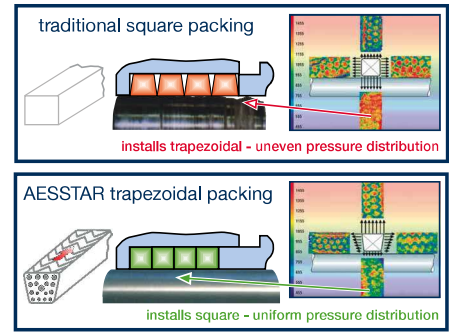 traditional square packing
installs trapezoidal - uneven pressure distribution
AESSTAR trapezoidal packing
installs square - uniform pressure distribution